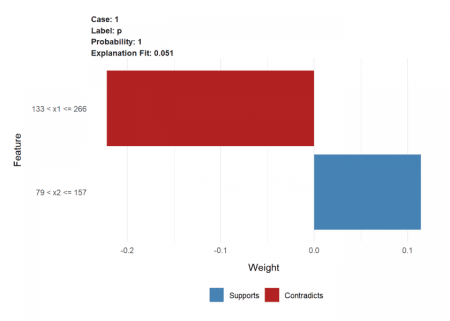 Case: 1
Label: p
Probability: 1
Explanation Fit: 0.051
Feature
133 < x1 <= 266
79 < x2 <= 157
-0.2 -0.1 0.0 0.1
Weight
Supports Contradicts